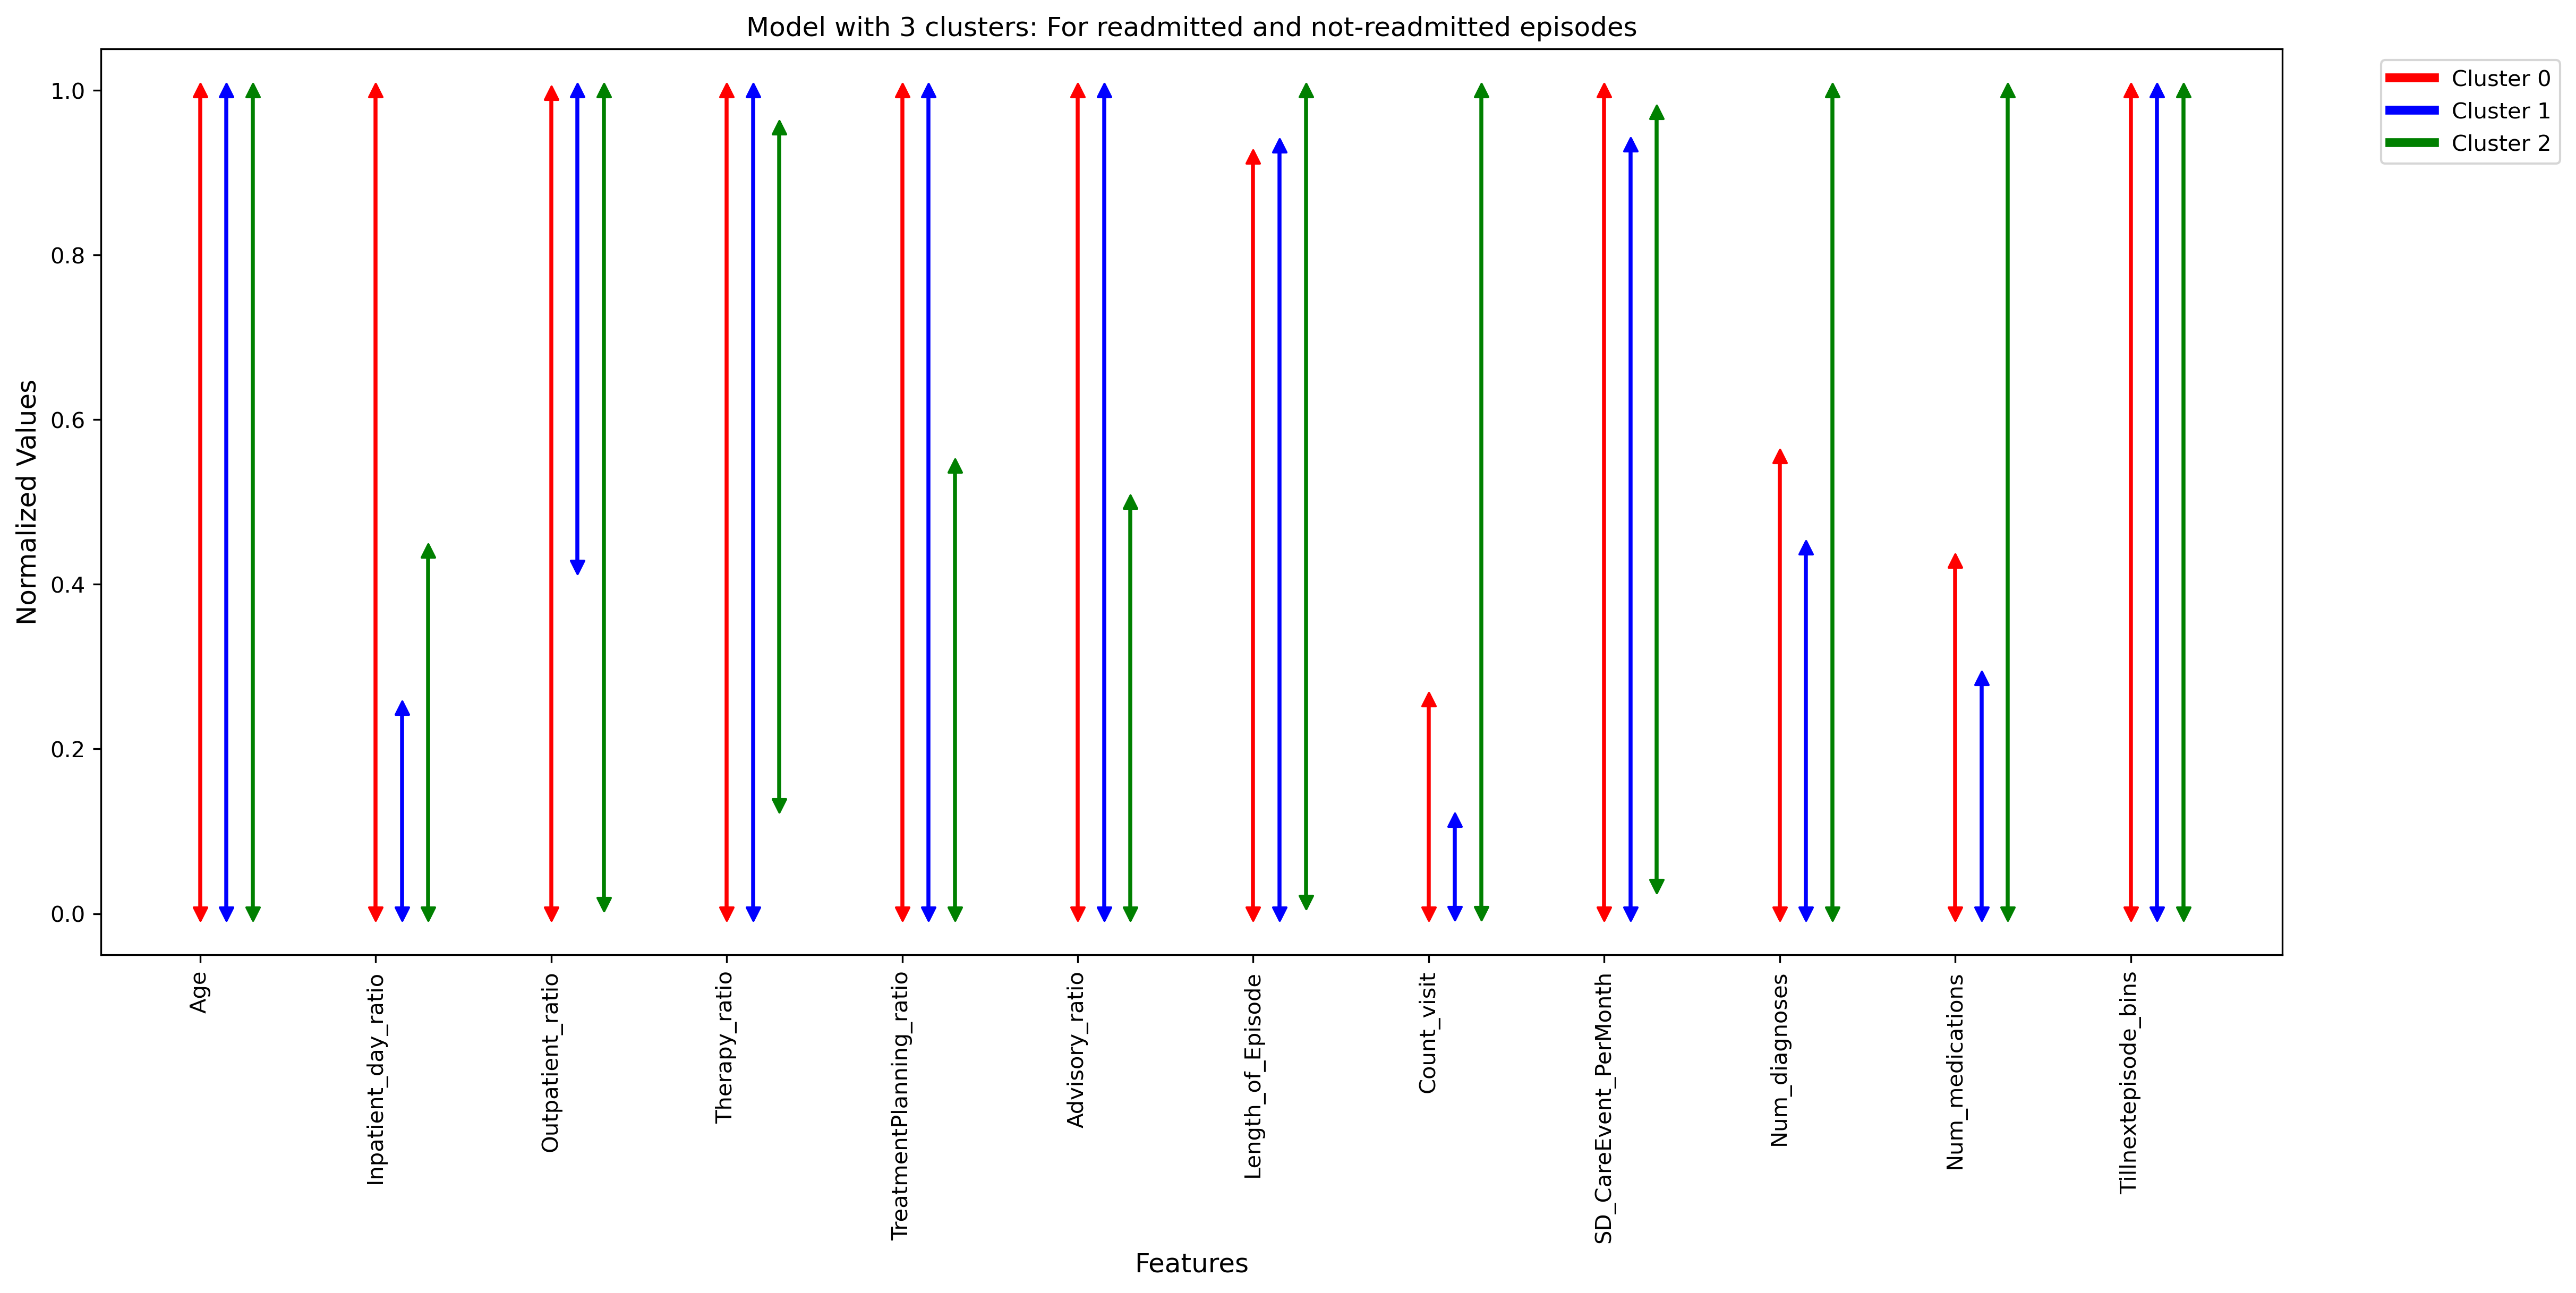 Model with 3 clusters: For readmitted and not-readmitted episodes
Cluster 0
Cluster 1
Cluster 2
Normalized Values
1.0
0.8
0.6
0.4
0.2
0.0
Age
Inpatient_day_ratio
Outpatient_ratio
Therapy_ratio
TreatmentPlanning_ratio
Advisory_ratio
Length_of_Episode
Count_visit
SD_CareEvent_PerMonth
Num_diagnoses
Num_medications
Tillnextepisode_bins
Features